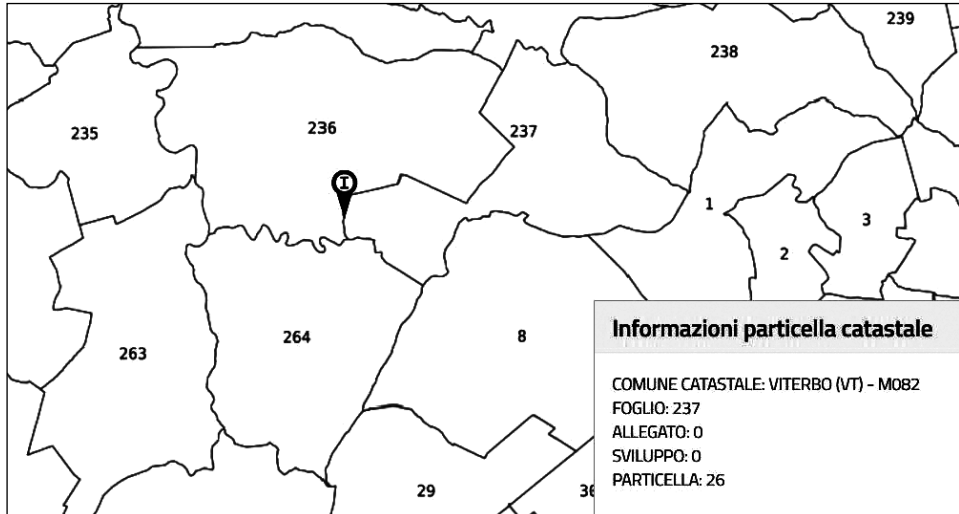 239
238
235
236
237
I
1
3
2
263
264
8
29
36
Informazioni particella catastale
COMUNE CATASTALE: VITERBO (VT) - M082
FOGLIO: 237
ALLEGATO: 0
SVILUPPO: 0
PARTICELLA: 26